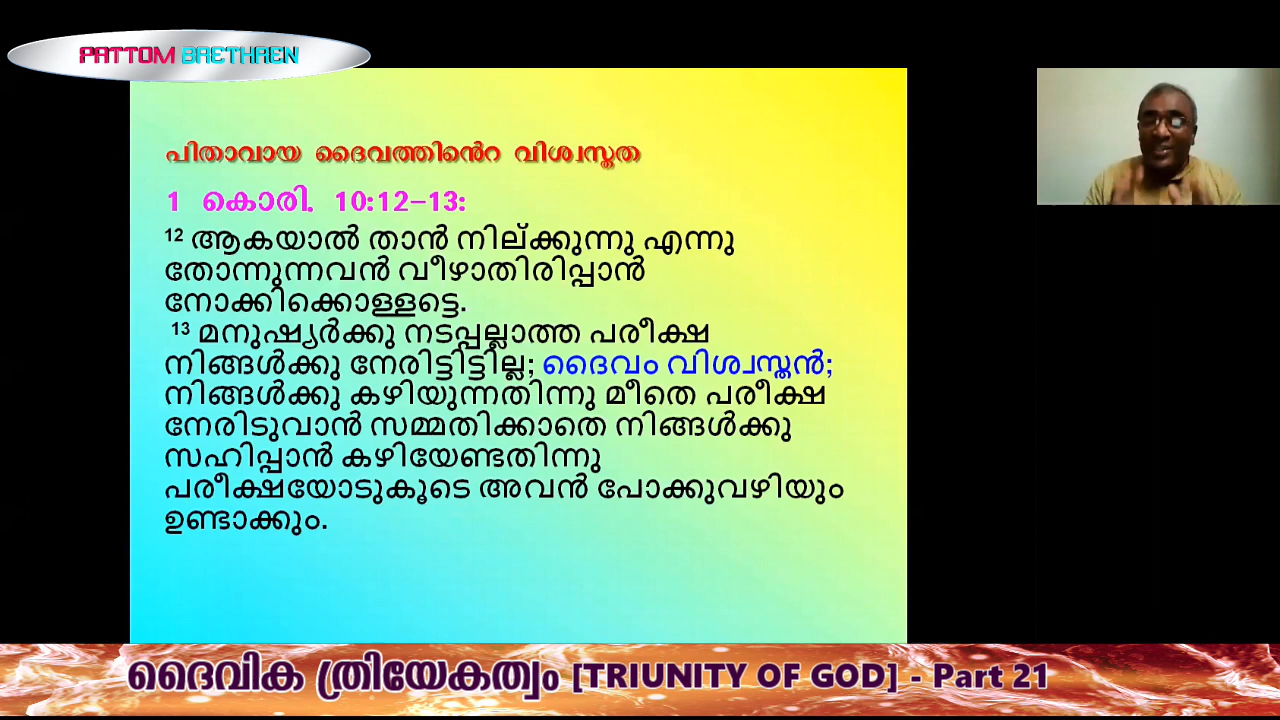 PATTOM BRETHREN
പിതാവായ ദൈവത്തിൻെറ വിശ്വസ്തത
1 കൊരി. 10:12-13:
12 ആകയാൽ താൻ നില്ക്കുന്നു എന്നു
തോന്നുന്നവൻ വീഴാതിരിപ്പാൻ
നോക്കിക്കൊള്ളട്ടെ.
13 മനുഷ്യർക്കു നടപ്പല്ലാത്ത പരീക്ഷ
നിങ്ങൾക്കു നേരിട്ടിട്ടില്ല; ദൈവം വിശ്വസ്തൻ;
നിങ്ങൾക്കു കഴിയുന്നതിന്നു മീതെ പരീക്ഷ
നേരിടുവാൻ സമ്മതിക്കാതെ നിങ്ങൾക്കു
സഹിപ്പാൻ കഴിയേണ്ടതിന്നു
പരീക്ഷയോടുകൂടെ അവൻ പോക്കുവഴിയും
ഉണ്ടാക്കും.
ദൈവിക ത്രിയേകത്വം [TRIUNITY OF GOD] - Part 21